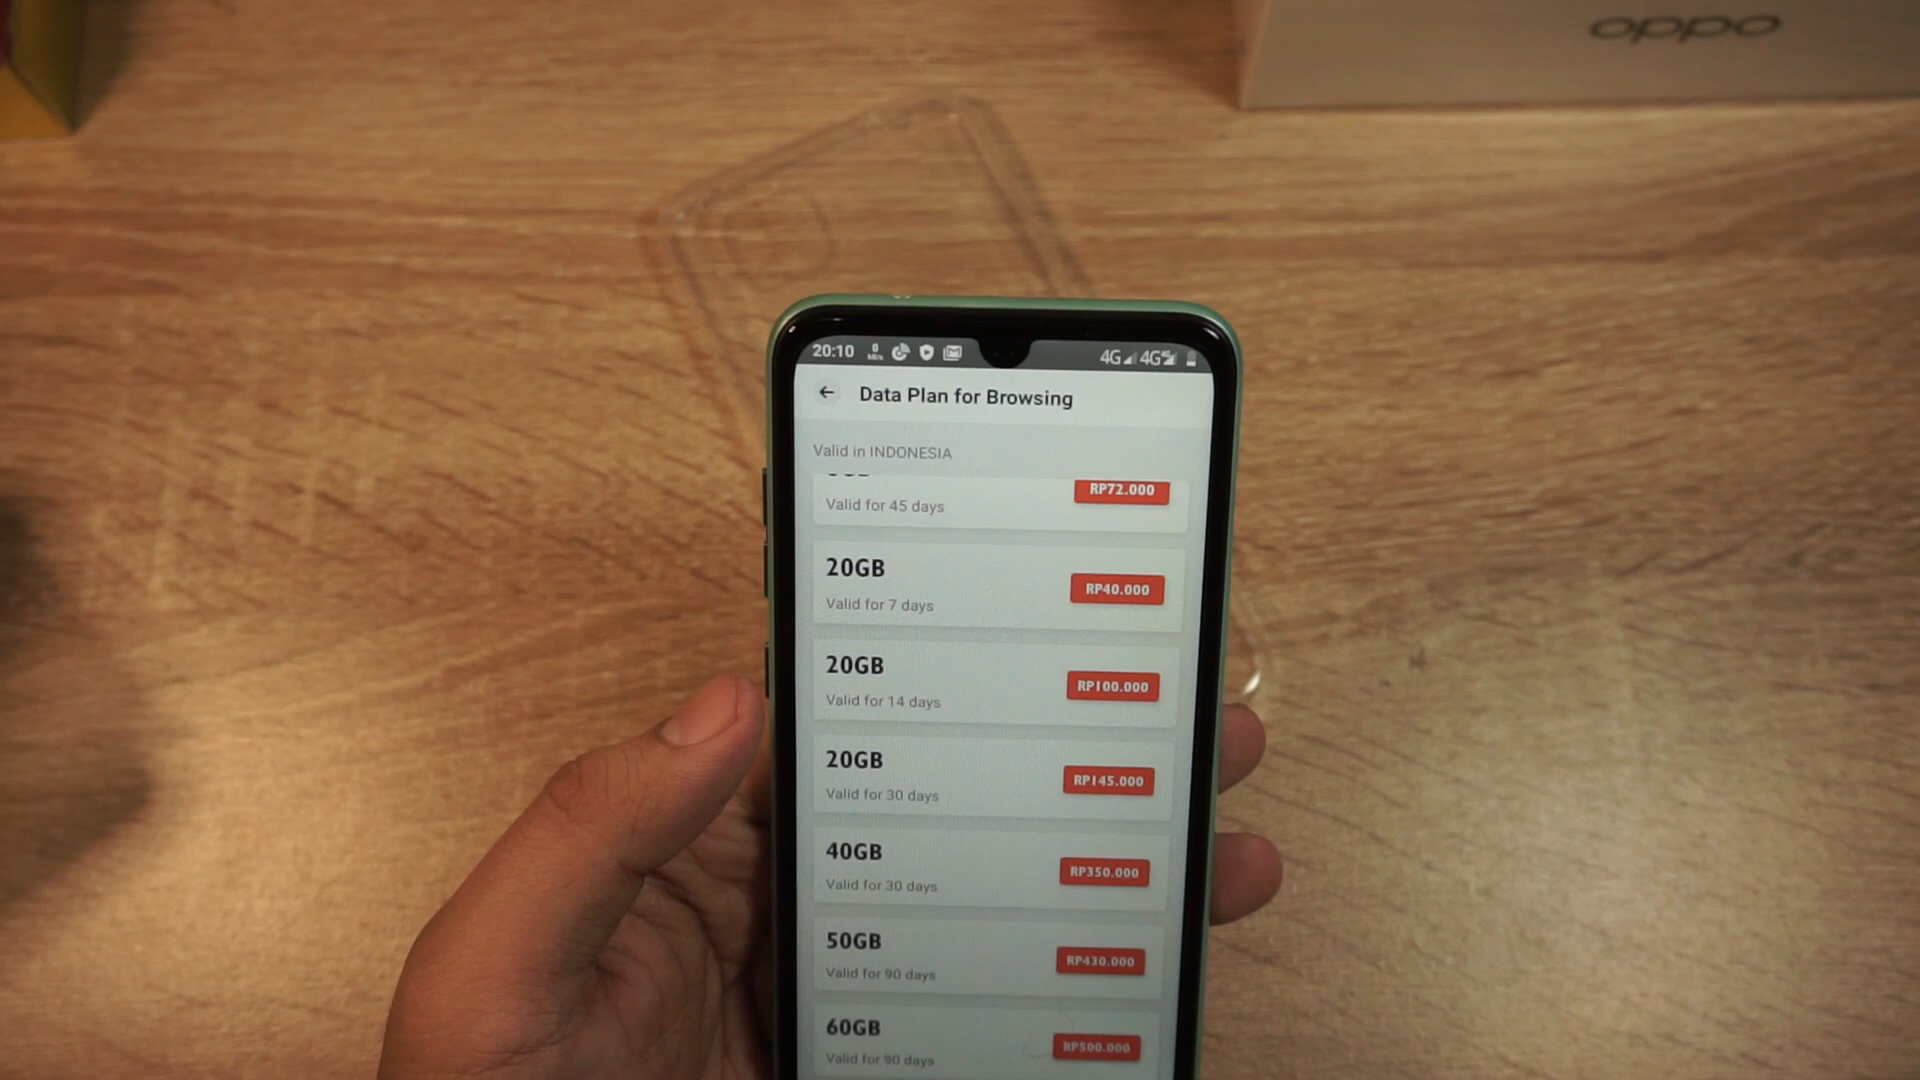 oppo
20:10 0 kB/s 4G 4G
Data Plan for Browsing
Valid in INDONESIA
RP72.000
Valid for 45 days
20GB
RP40.000
Valid for 7 days
20GB
RP100.000
Valid for 14 days
20GB
RP145.000
Valid for 30 days
40GB
RP350.000
Valid for 30 days
50GB
RP430.000
Valid for 90 days
60GB
RP500.000
Valid for 90 days